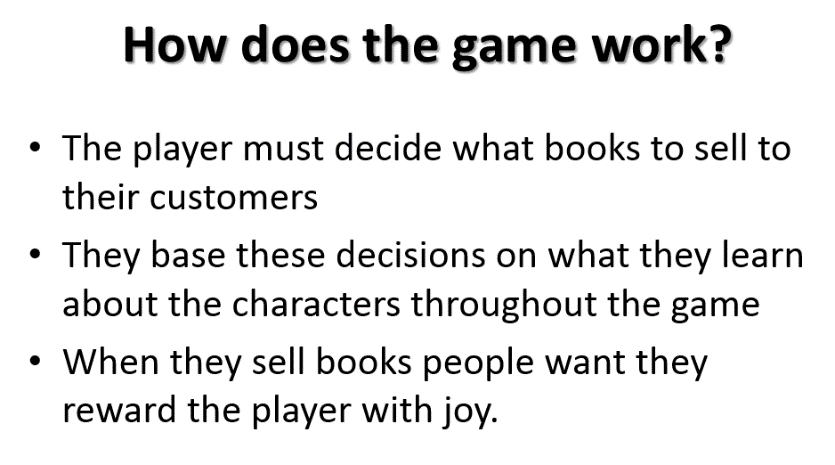 How does the game work?
• The player must decide what books to sell to
their customers
• They base these decisions on what they learn
about the characters throughout the game
• When they sell books people want they
reward the player with joy.